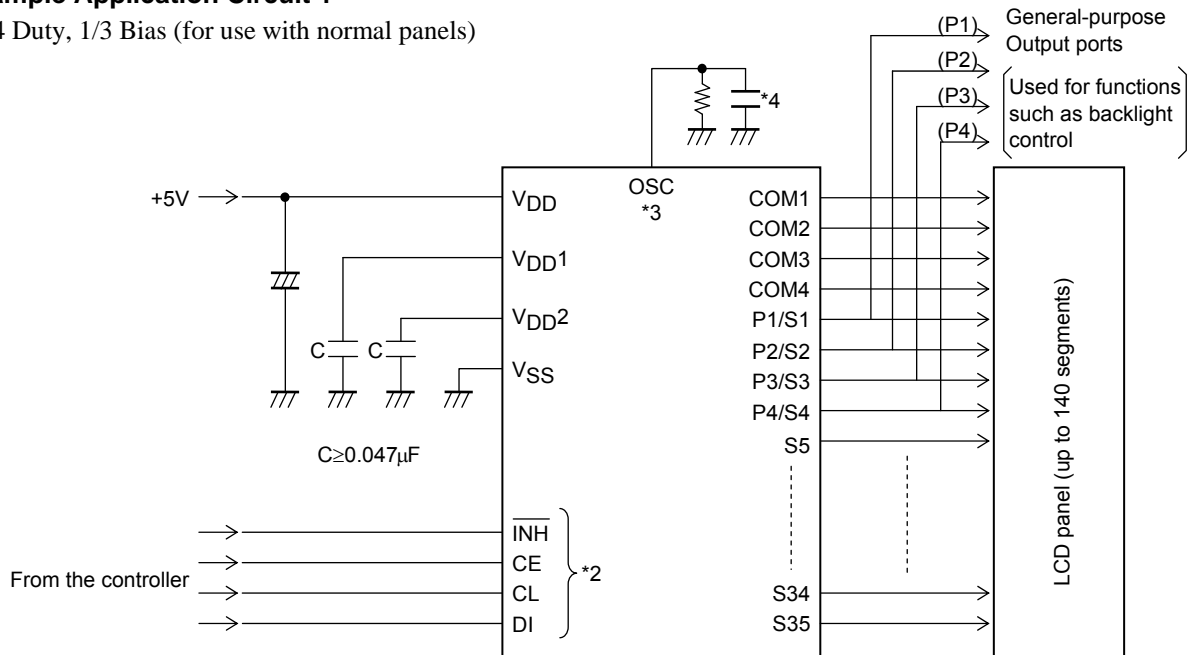 4 Duty, 1/3 Bias (for use with normal panels)
(P1)
General-purpose
Output ports
(P2)
(P3)
(P4)
Used for functions
such as backlight
control
*4
+5V
VDD
OSC
*3
COM1
COM2
VDD1
COM3
COM4
VDD2
P1/S1
C
C
P2/S2
VSS
P3/S3
P4/S4
S5
C≥0.047μF
LCD panel (up to 140 segments)
INH
CE
*2
From the controller
CL
DI
S34
S35